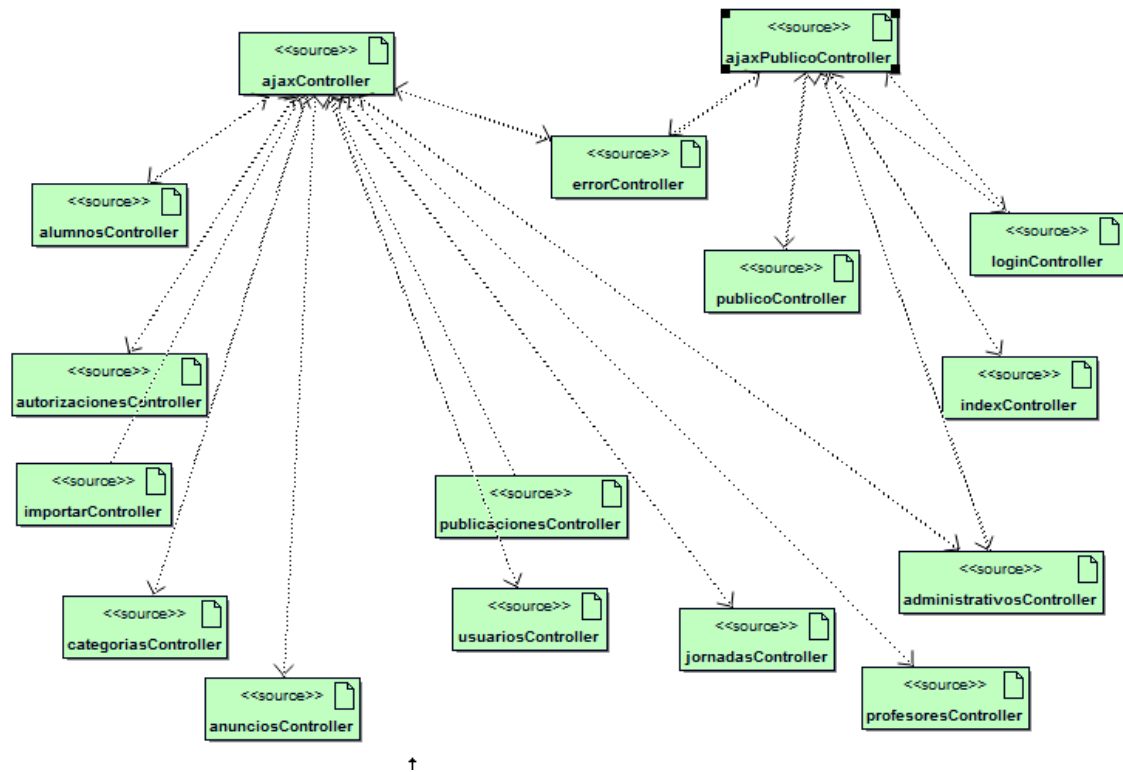 <<source>>
ajaxController
<<source>>
ajaxPublicoController
<<source>>
errorController
<<source>>
alumnosController
<<source>>
loginController
<<source>>
publicoController
<<source>>
autorizacionesController
<<source>>
indexController
<<source>>
importarController
<<source>>
publicacionesController
<<source>>
administrativosController
<<source>>
categoriasController
<<source>>
usuariosController
<<source>>
jornadasController
<<source>>
anunciosController
<<source>>
profesoresController